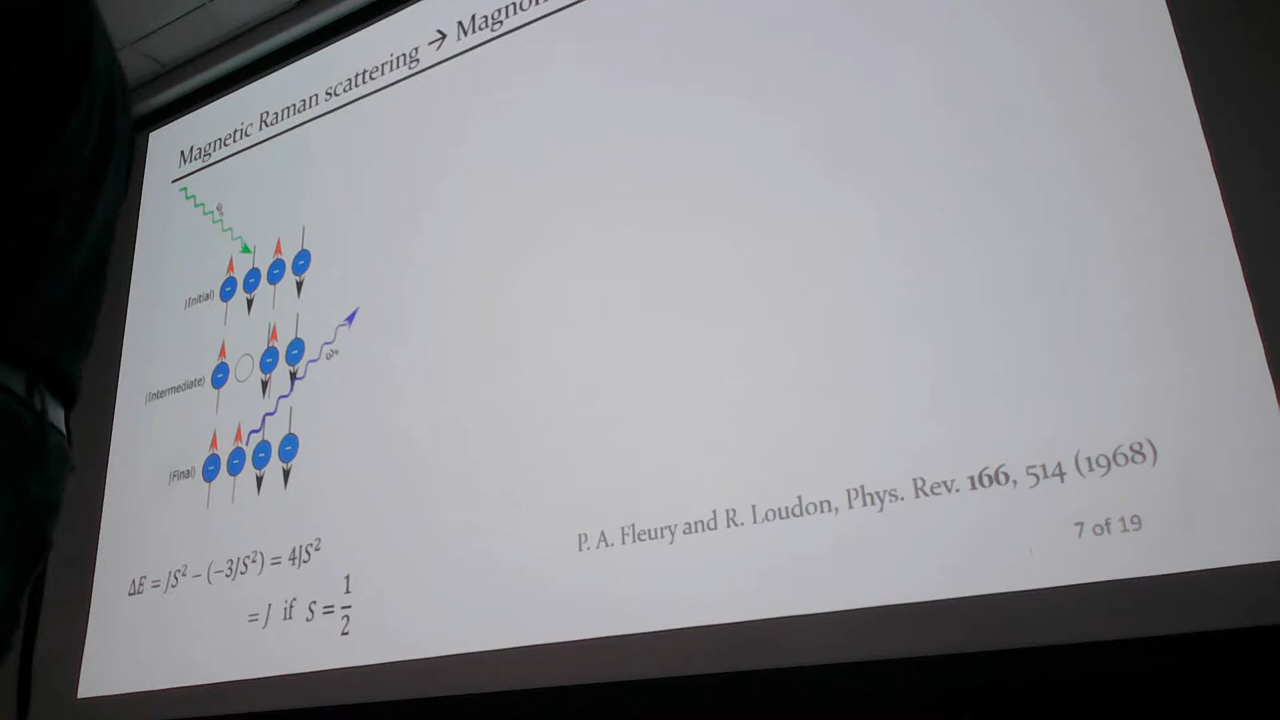 Magnetic Raman scattering → Magnon
|Initial⟩
|Intermediate⟩
|Final⟩
ΔE = JS² − (−3JS²) = 4JS²
= J if S = 1/2
P. A. Fleury and R. Loudon, Phys. Rev. 166, 514 (1968)
7 of 19